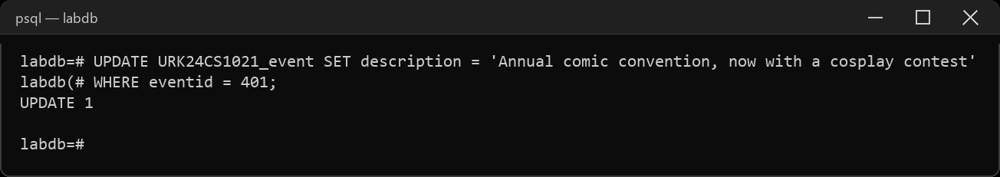 psql — labdb
labdb=# UPDATE URK24CS1021_event SET description = 'Annual comic convention, now with a cosplay contest'
labdb(# WHERE eventid = 401;
UPDATE 1
labdb=#